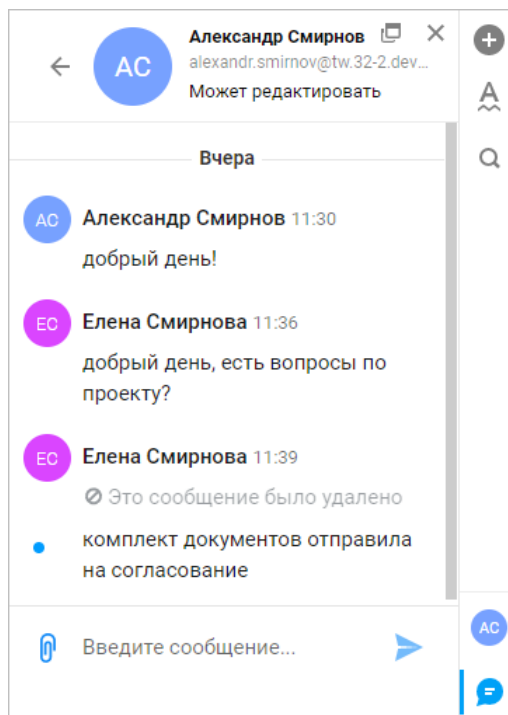 АС
Александр Смирнов
alexandr.smirnov@tw.32-2.dev...
Может редактировать
Вчера
АС
Александр Смирнов 11:30
добрый день!
ЕС
Елена Смирнова 11:36
добрый день, есть вопросы по
проекту?
ЕС
Елена Смирнова 11:39
Это сообщение было удалено
комплект документов отправила
на согласование
Введите сообщение...
A
АС